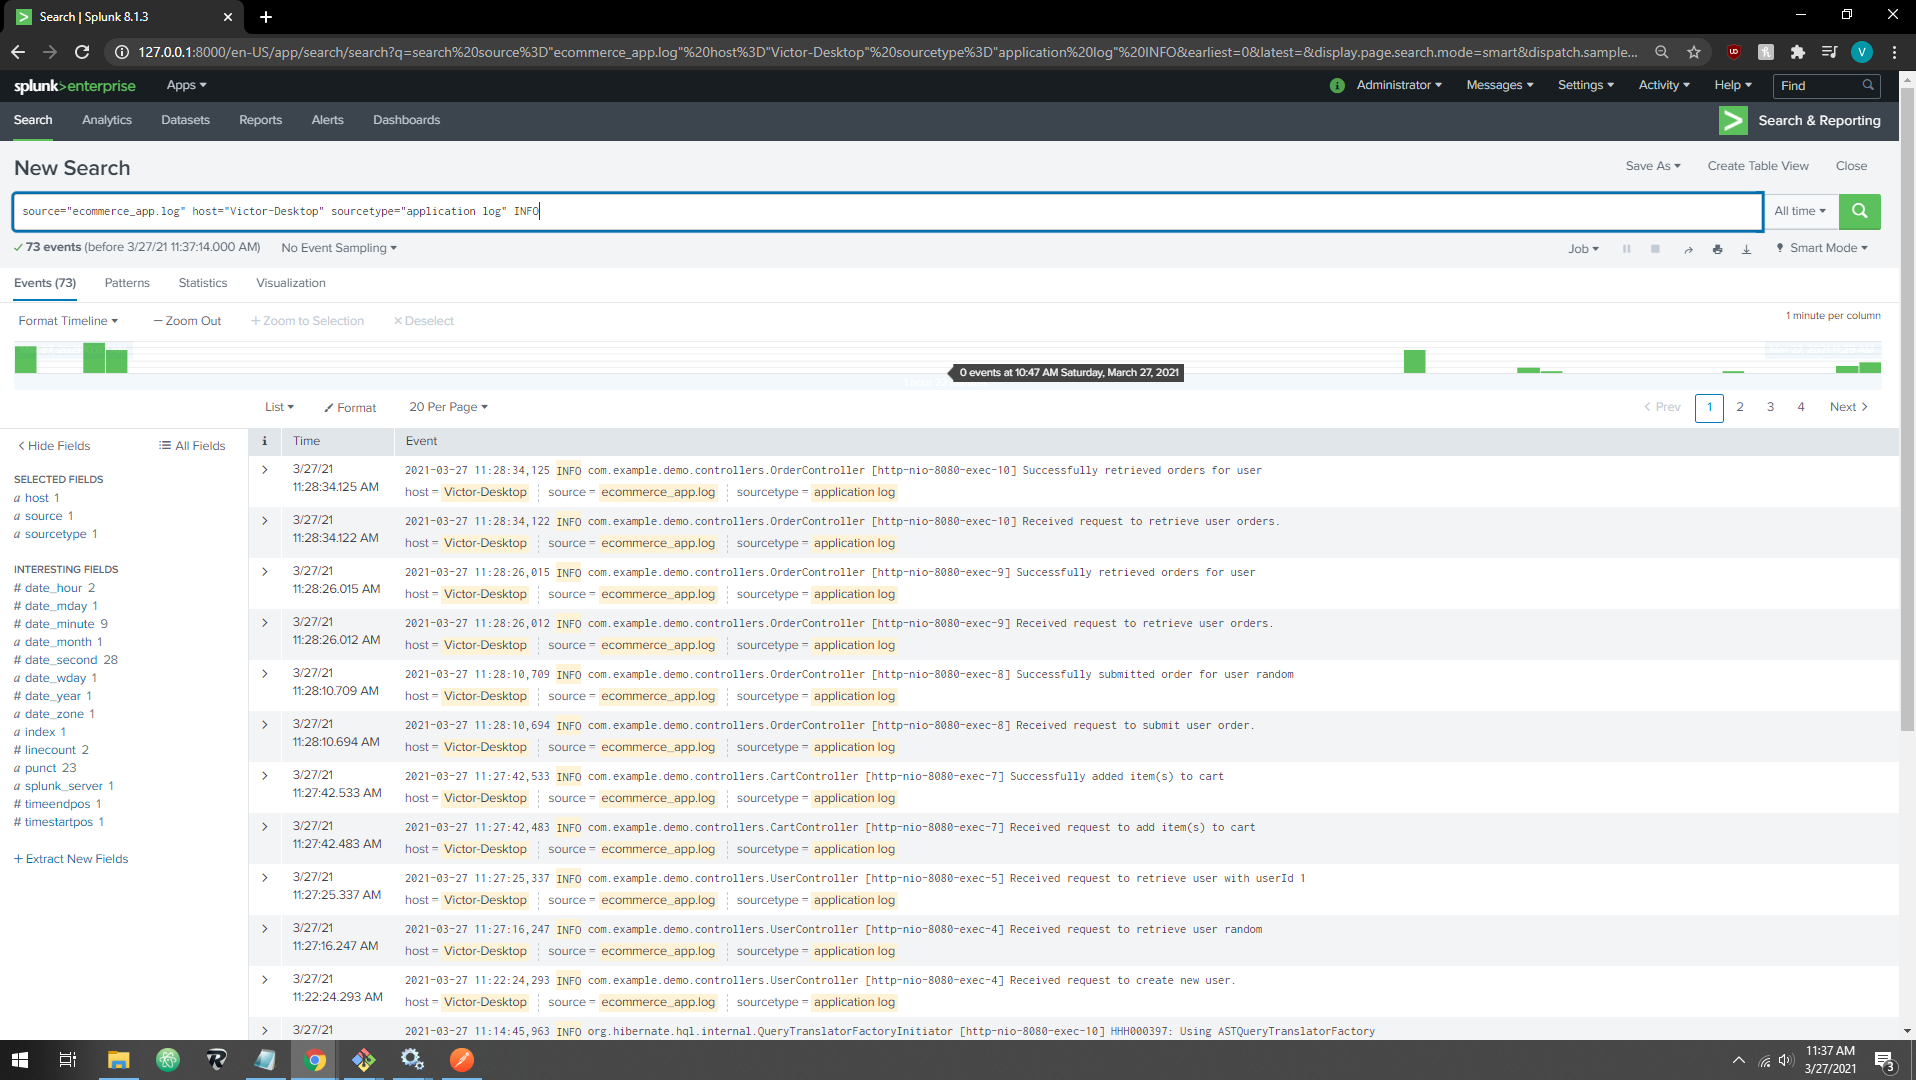 Search | Splunk 8.1.3
127.0.0.1:8000/en-US/app/search/search?q=search%20source%3D"ecommerce_app.log"%20host%3D"Victor-Desktop"%20sourcetype%3D"application%20log"%20INFO&earliest=0&latest=&display.page.search.mode=smart&dispatch.sample...
V
splunk>enterprise Apps Administrator Messages Settings Activity Help Find
Search Analytics Datasets Reports Alerts Dashboards Search & Reporting
New Search Save As Create Table View Close
source="ecommerce_app.log" host="Victor-Desktop" sourcetype="application log" INFO All time
73 events (before 3/27/21 11:37:14.000 AM) No Event Sampling Job Smart Mode
Events (73) Patterns Statistics Visualization
Format Timeline — Zoom Out + Zoom to Selection × Deselect 1 minute per column
0 events at 10:47 AM Saturday, March 27, 2021
List Format 20 Per Page < Prev 1 2 3 4 Next >
< Hide Fields All Fields i Time Event
SELECTED FIELDS
a host 1
a source 1
a sourcetype 1
INTERESTING FIELDS
# date_hour 2
# date_mday 1
# date_minute 9
a date_month 1
# date_second 28
a date_wday 1
# date_year 1
a date_zone 1
a index 1
# linecount 2
a punct 23
a splunk_server 1
# timeendpos 1
# timestartpos 1
+ Extract New Fields
3/27/21 2021-03-27 11:28:34,125 INFO com.example.demo.controllers.OrderController [http-nio-8080-exec-10] Successfully retrieved orders for user
11:28:34.125 AM host = Victor-Desktop source = ecommerce_app.log sourcetype = application log
3/27/21 2021-03-27 11:28:34,122 INFO com.example.demo.controllers.OrderController [http-nio-8080-exec-10] Received request to retrieve user orders.
11:28:34.122 AM host = Victor-Desktop source = ecommerce_app.log sourcetype = application log
3/27/21 2021-03-27 11:28:26,015 INFO com.example.demo.controllers.OrderController [http-nio-8080-exec-9] Successfully retrieved orders for user
11:28:26.015 AM host = Victor-Desktop source = ecommerce_app.log sourcetype = application log
3/27/21 2021-03-27 11:28:26,012 INFO com.example.demo.controllers.OrderController [http-nio-8080-exec-9] Received request to retrieve user orders.
11:28:26.012 AM host = Victor-Desktop source = ecommerce_app.log sourcetype = application log
3/27/21 2021-03-27 11:28:10,709 INFO com.example.demo.controllers.OrderController [http-nio-8080-exec-8] Successfully submitted order for user random
11:28:10.709 AM host = Victor-Desktop source = ecommerce_app.log sourcetype = application log
3/27/21 2021-03-27 11:28:10,694 INFO com.example.demo.controllers.OrderController [http-nio-8080-exec-8] Received request to submit user order.
11:28:10.694 AM host = Victor-Desktop source = ecommerce_app.log sourcetype = application log
3/27/21 2021-03-27 11:27:42,533 INFO com.example.demo.controllers.CartController [http-nio-8080-exec-7] Successfully added item(s) to cart
11:27:42.533 AM host = Victor-Desktop source = ecommerce_app.log sourcetype = application log
3/27/21 2021-03-27 11:27:42,483 INFO com.example.demo.controllers.CartController [http-nio-8080-exec-7] Received request to add item(s) to cart
11:27:42.483 AM host = Victor-Desktop source = ecommerce_app.log sourcetype = application log
3/27/21 2021-03-27 11:27:25,337 INFO com.example.demo.controllers.UserController [http-nio-8080-exec-5] Received request to retrieve user with userId 1
11:27:25.337 AM host = Victor-Desktop source = ecommerce_app.log sourcetype = application log
3/27/21 2021-03-27 11:27:16,247 INFO com.example.demo.controllers.UserController [http-nio-8080-exec-4] Received request to retrieve user random
11:27:16.247 AM host = Victor-Desktop source = ecommerce_app.log sourcetype = application log
3/27/21 2021-03-27 11:22:24,293 INFO com.example.demo.controllers.UserController [http-nio-8080-exec-4] Received request to create new user.
11:22:24.293 AM host = Victor-Desktop source = ecommerce_app.log sourcetype = application log
3/27/21 2021-03-27 11:14:45,963 INFO org.hibernate.hql.internal.QueryTranslatorFactoryInitiator [http-nio-8080-exec-10] HHH000397: Using ASTQueryTranslatorFactory
11:37 AM
3/27/2021
3